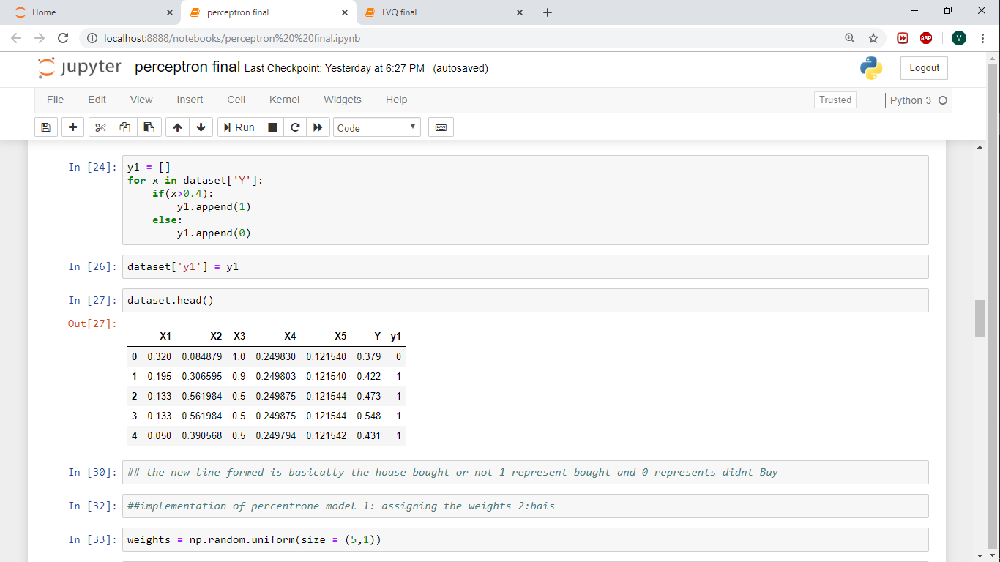 Home
perceptron final
LVQ final
localhost:8888/notebooks/perceptron%20%20final.ipynb
ABP
V
jupyter perceptron final Last Checkpoint: Yesterday at 6:27 PM (autosaved)
Logout
File Edit View Insert Cell Kernel Widgets Help
Trusted
Python 3
Run
Code
In [24]: y1 = []
for x in dataset['Y']:
    if(x>0.4):
        y1.append(1)
    else:
        y1.append(0)
In [26]: dataset['y1'] = y1
In [27]: dataset.head()
Out[27]:
X1 X2 X3 X4 X5 Y y1
0 0.320 0.084879 1.0 0.249830 0.121540 0.379 0
1 0.195 0.306595 0.9 0.249803 0.121540 0.422 1
2 0.133 0.561984 0.5 0.249875 0.121544 0.473 1
3 0.133 0.561984 0.5 0.249875 0.121544 0.548 1
4 0.050 0.390568 0.5 0.249794 0.121542 0.431 1
In [30]: ## the new line formed is basically the house bought or not 1 represent bought and 0 represents didnt Buy
In [32]: ##implementation of percentrone model 1: assigning the weights 2:bais
In [33]: weights = np.random.uniform(size = (5,1))